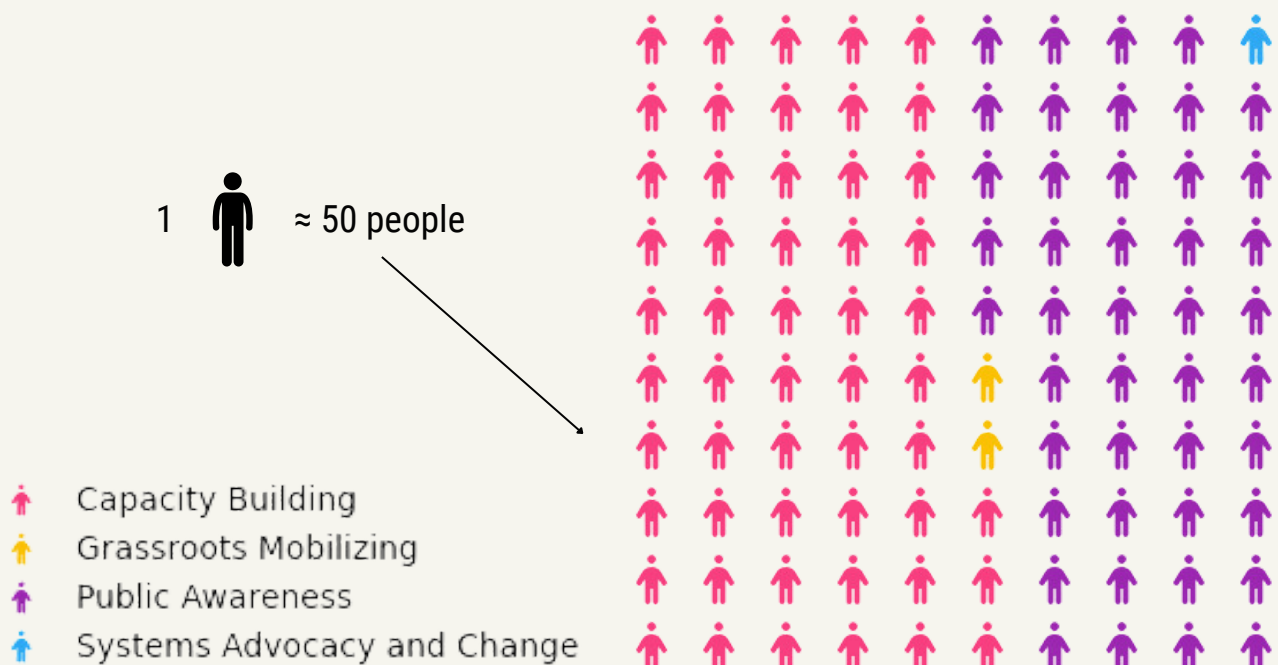 1 ≈ 50 people
Capacity Building
Grassroots Mobilizing
Public Awareness
Systems Advocacy and Change